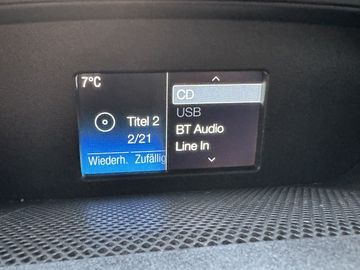 7°C
Titel 2
2/21
Wiederh. Zufällig
CD
USB
BT Audio
Line In